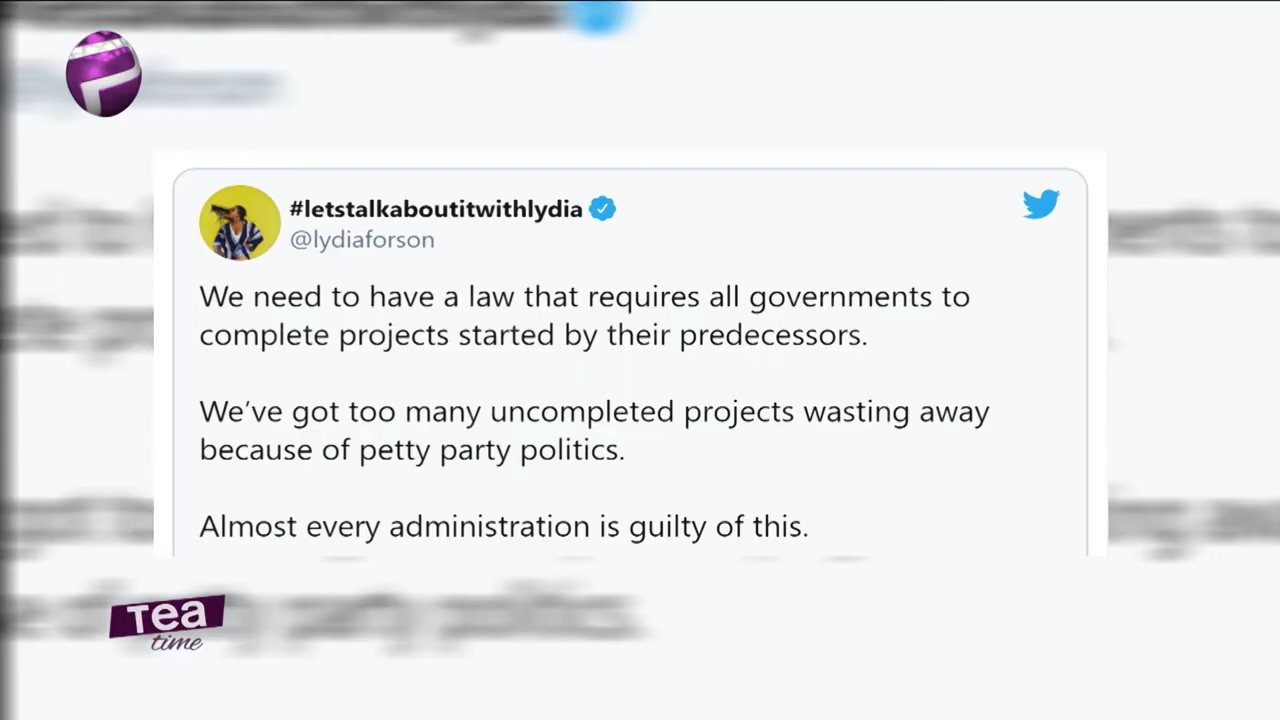 #letstalkaboutitwithlydia
@lydiaforson
We need to have a law that requires all governments to
complete projects started by their predecessors.
We’ve got too many uncompleted projects wasting away
because of petty party politics.
Almost every administration is guilty of this.
Tea
time